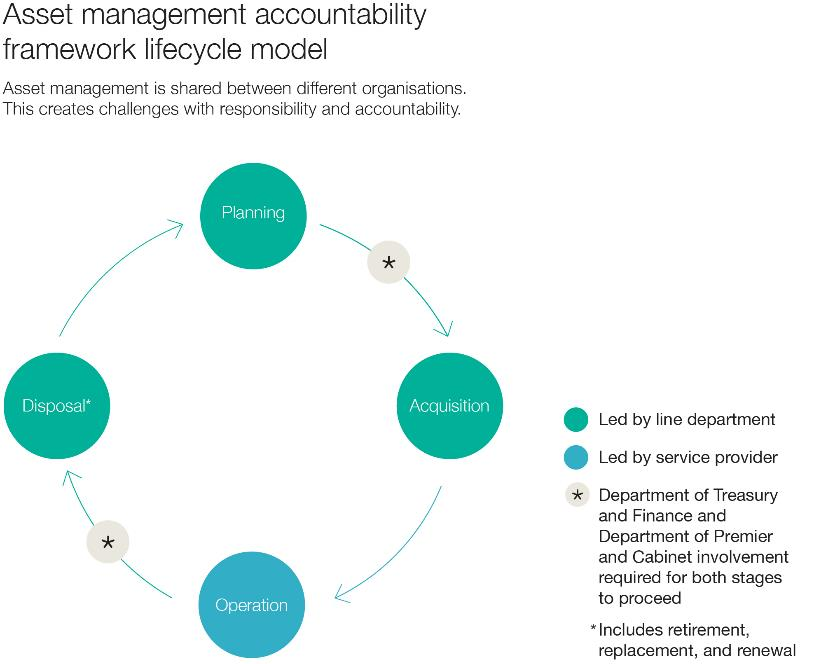 Asset management accountability
framework lifecycle model
Asset management is shared between different organisations.
This creates challenges with responsibility and accountability.
Planning
*
Acquisition
Operation
*
Disposal*
Led by line department
Led by service provider
* Department of Treasury
and Finance and
Department of Premier
and Cabinet involvement
required for both stages
to proceed
*Includes retirement,
replacement, and renewal